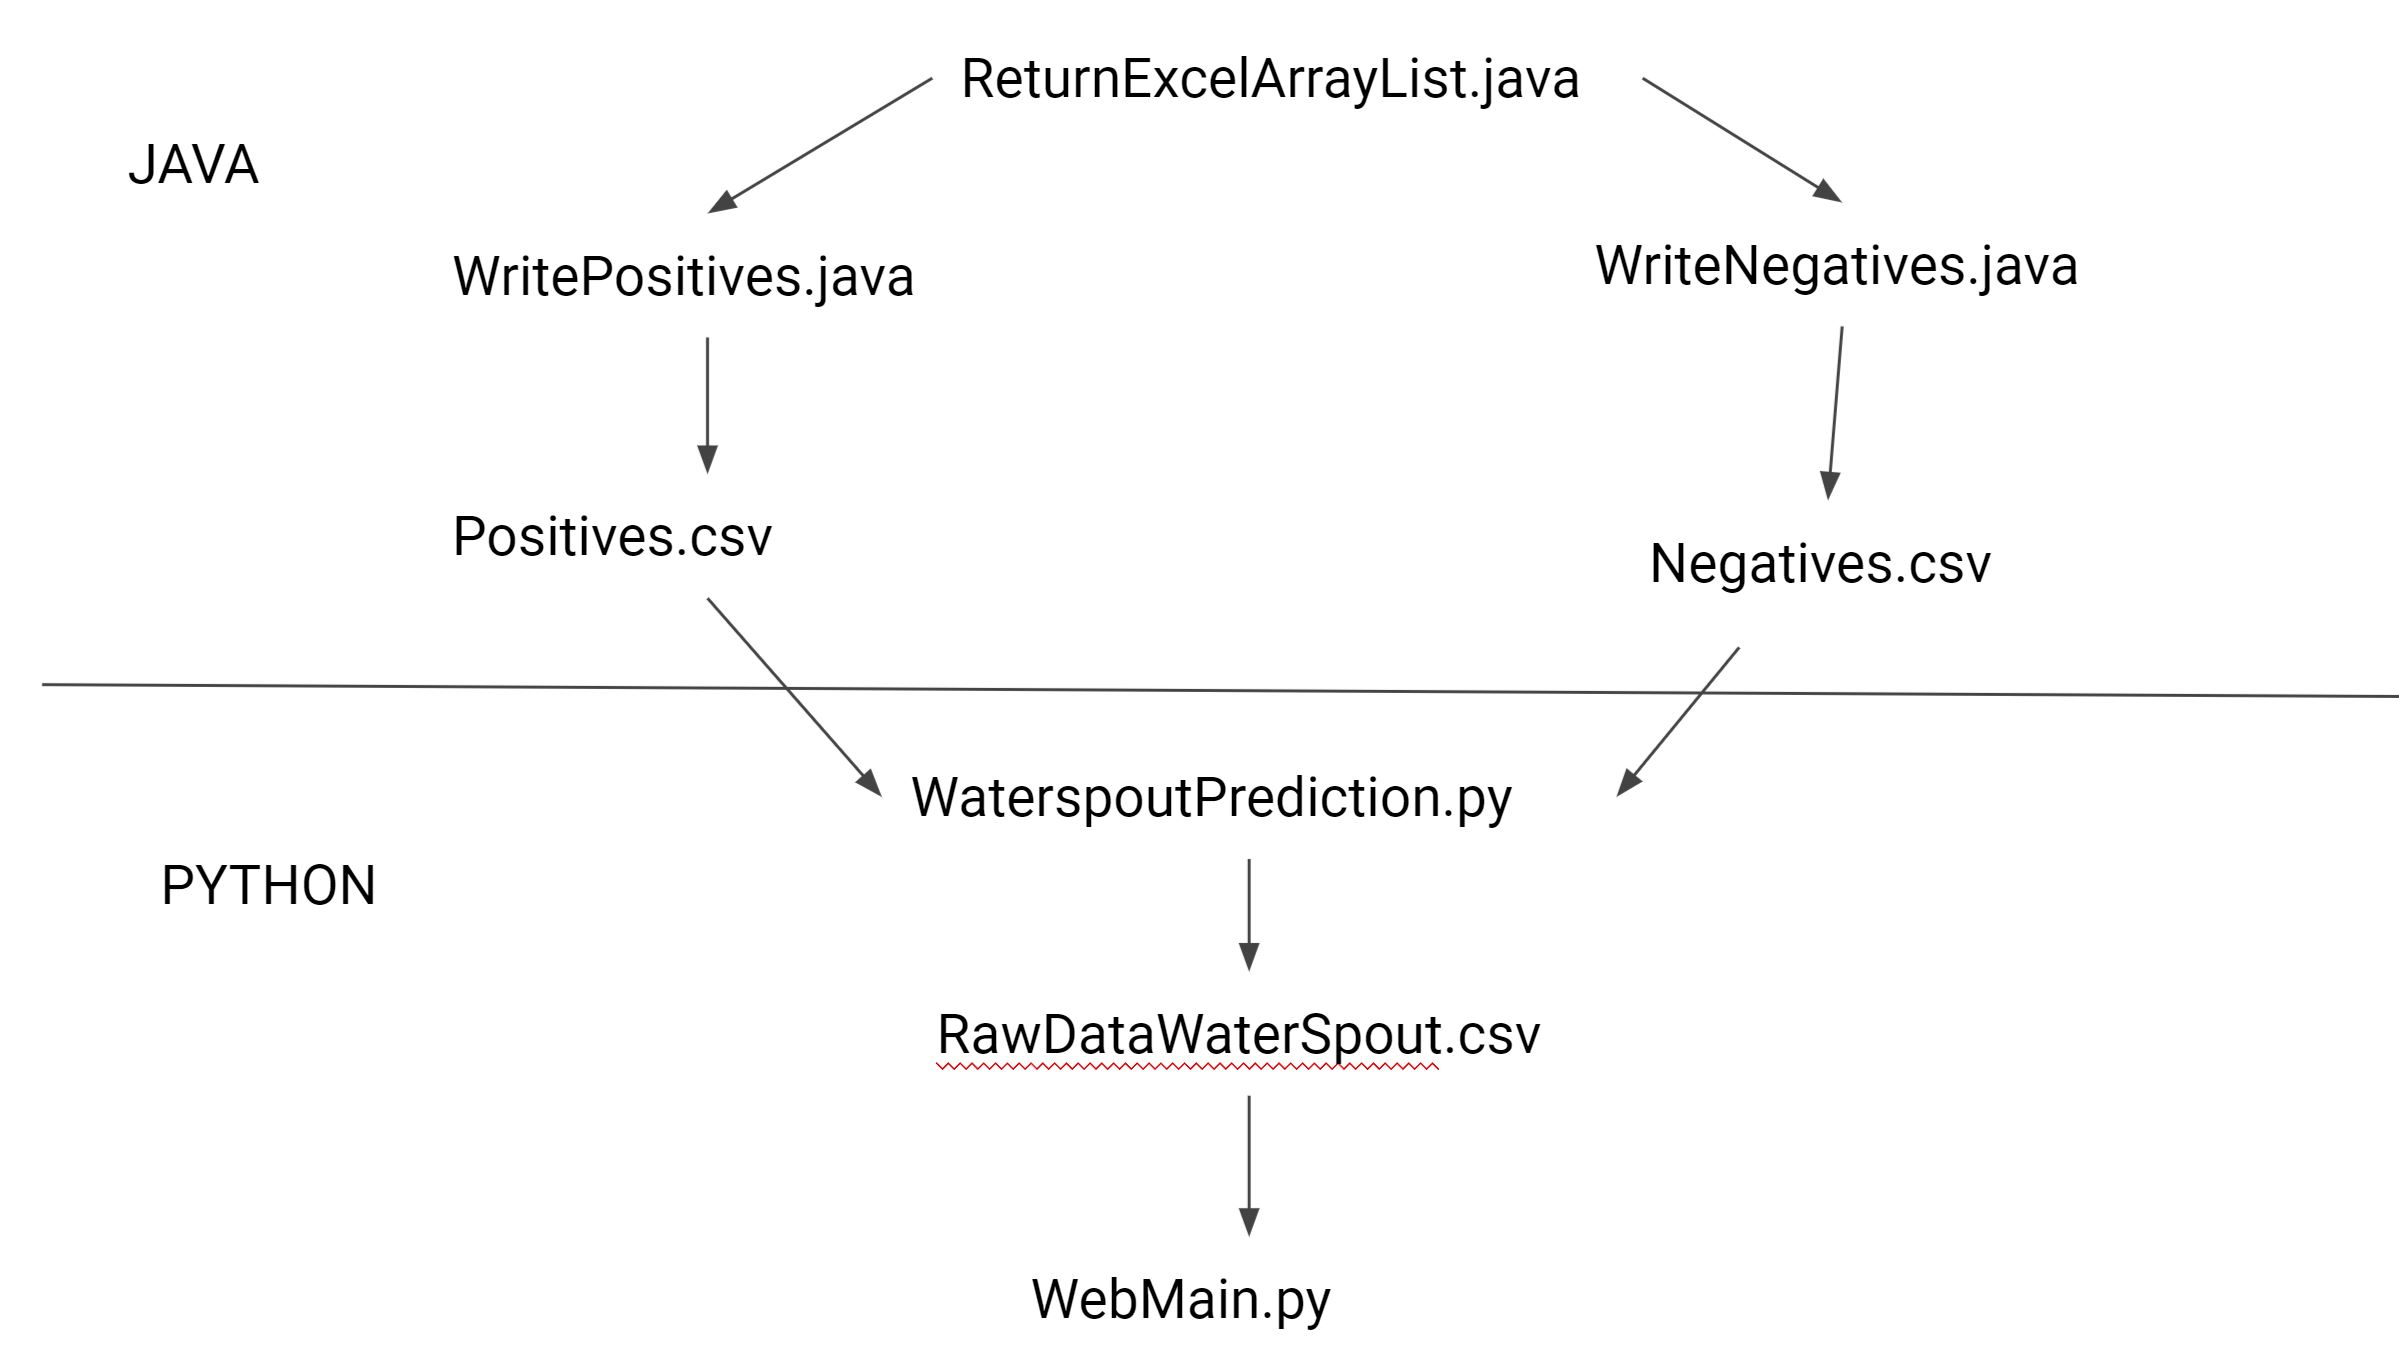 ReturnExcelArrayList.java
JAVA
WritePositives.java
WriteNegatives.java
Positives.csv
Negatives.csv
WaterspoutPrediction.py
PYTHON
RawDataWaterSpout.csv
WebMain.py